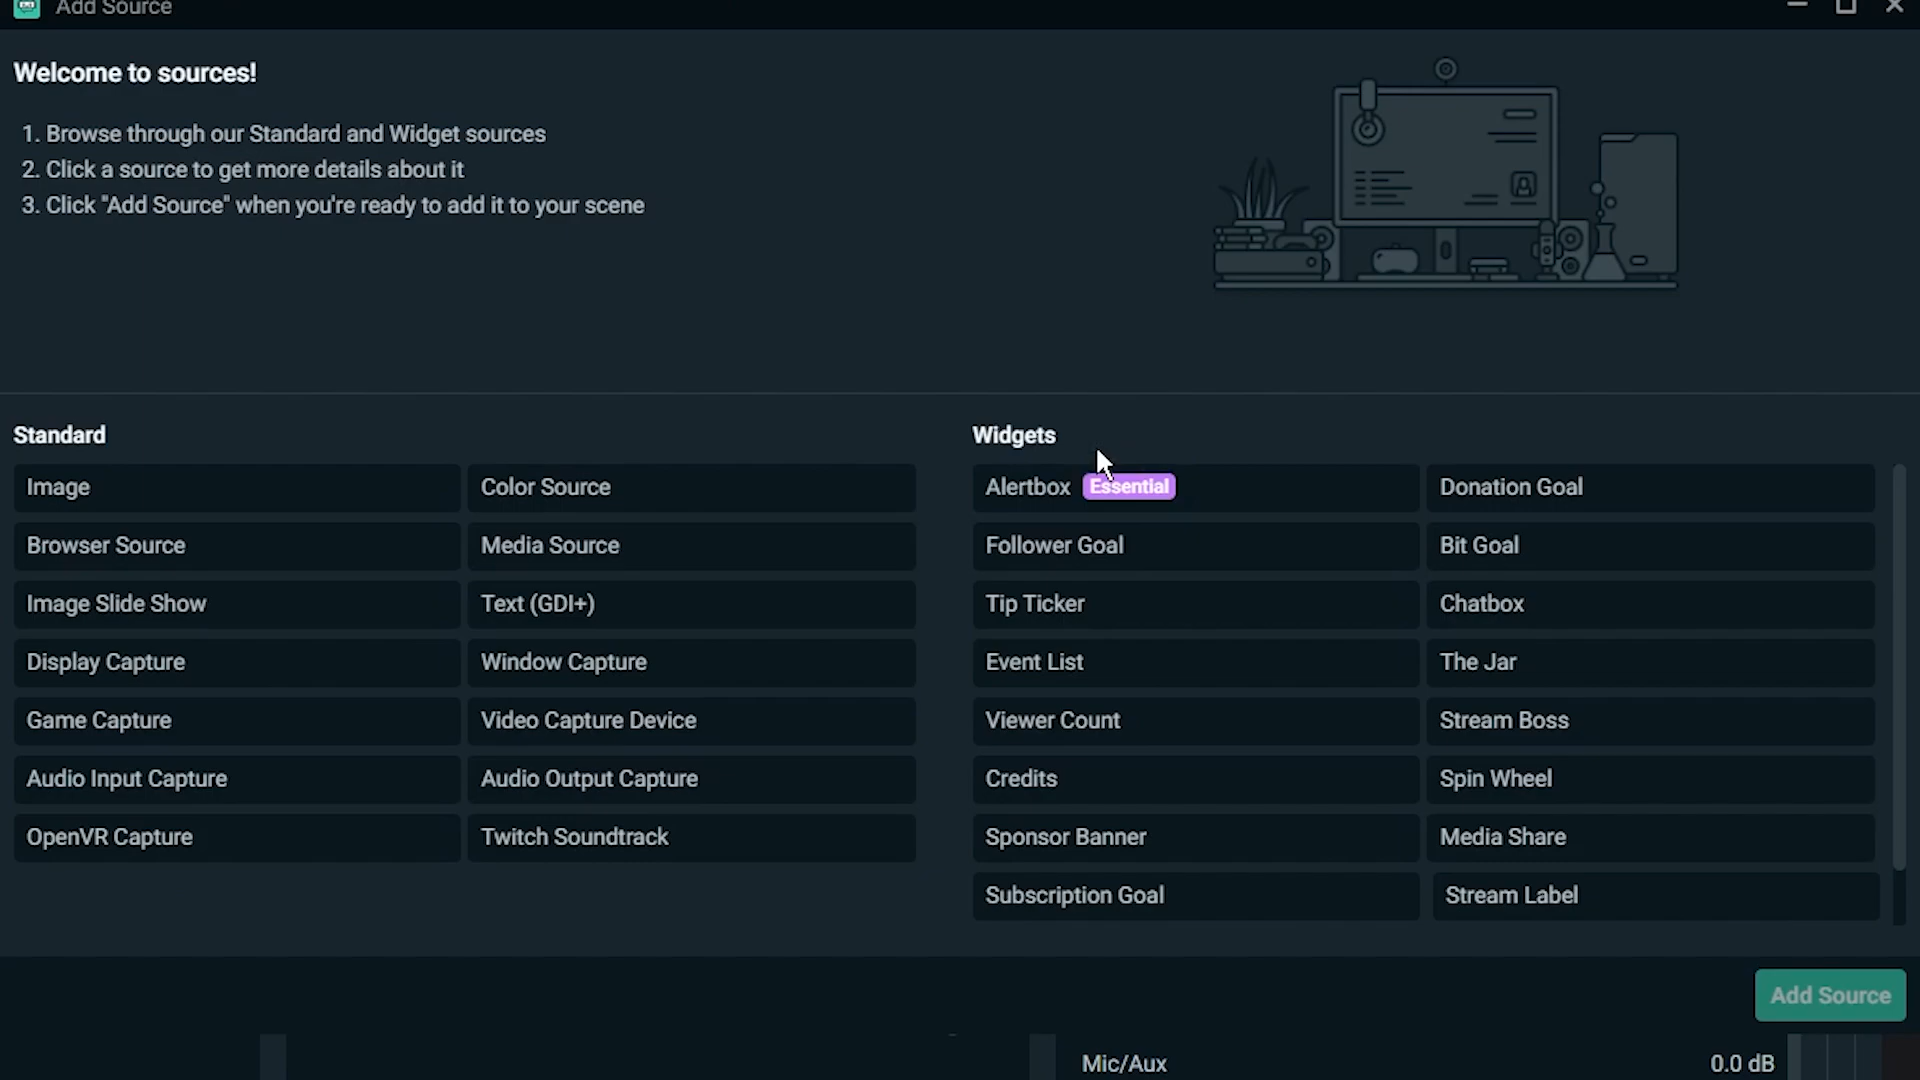 Add Source
Welcome to sources!
1. Browse through our Standard and Widget sources
2. Click a source to get more details about it
3. Click "Add Source" when you're ready to add it to your scene
Standard
Image
Color Source
Browser Source
Media Source
Image Slide Show
Text (GDI+)
Display Capture
Window Capture
Game Capture
Video Capture Device
Audio Input Capture
Audio Output Capture
OpenVR Capture
Twitch Soundtrack
Widgets
Alertbox Essential
Donation Goal
Follower Goal
Bit Goal
Tip Ticker
Chatbox
Event List
The Jar
Viewer Count
Stream Boss
Credits
Spin Wheel
Sponsor Banner
Media Share
Subscription Goal
Stream Label
Add Source
Mic/Aux
0.0 dB